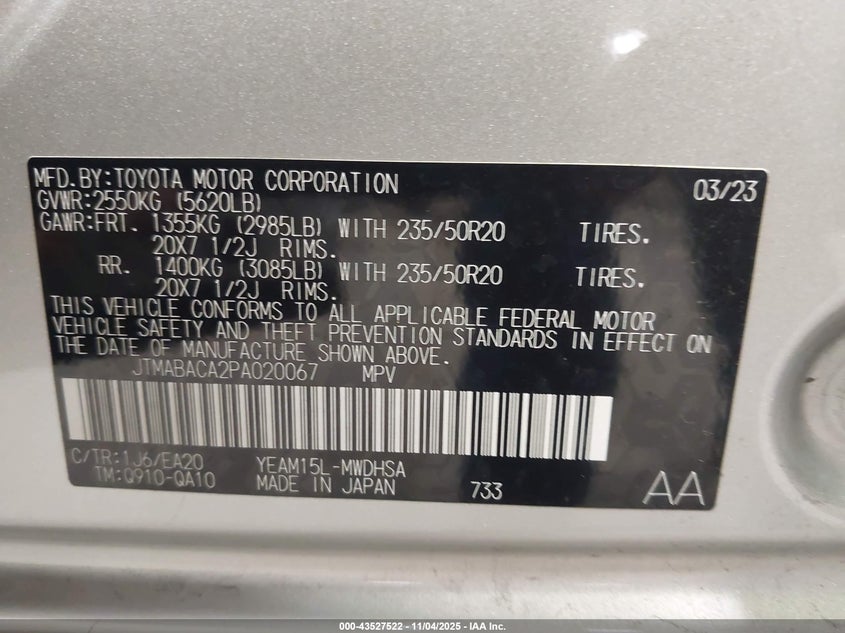 MFD.BY:TOYOTA MOTOR CORPORATION 03/23
GVWR:2550KG (5620LB)
GAWR:FRT. 1355KG (2985LB) WITH 235/50R20 TIRES.
20X7 1/2J RIMS.
RR. 1400KG (3085LB) WITH 235/50R20 TIRES.
20X7 1/2J RIMS.
THIS VEHICLE CONFORMS TO ALL APPLICABLE FEDERAL MOTOR
VEHICLE SAFETY AND THEFT PREVENTION STANDARDS IN EFFECT ON
THE DATE OF MANUFACTURE SHOWN ABOVE.
JTMABACA2PA020067 MPV
C/TR:1J6/EA20 YEAM15L-MWDHSA
TM:Q910-QA10 MADE IN JAPAN 733 AA
000-43527522 - 11/04/2025 - IAA Inc.